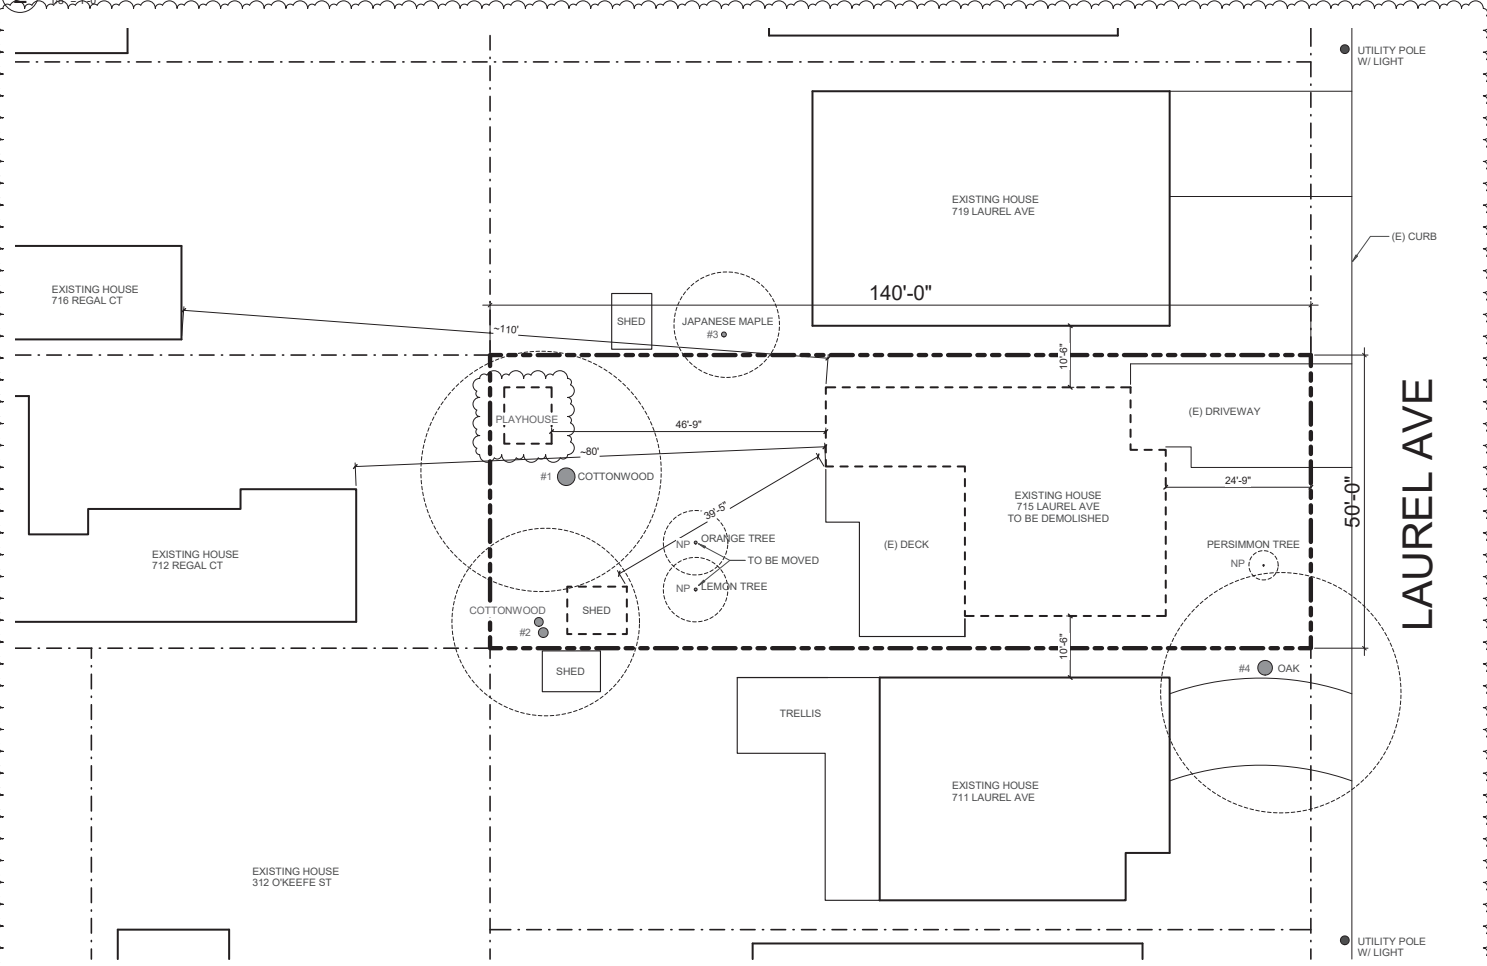 UTILITY POLE
W/ LIGHT
EXISTING HOUSE
719 LAUREL AVE
(E) CURB
EXISTING HOUSE
716 REGAL CT
140'-0"
SHED
JAPANESE MAPLE
#3
~110'
10'-6"
PLAYHOUSE
46'-9"
(E) DRIVEWAY
LAUREL AVE
~80'
#1
COTTONWOOD
24'-9"
50'-0"
EXISTING HOUSE
715 LAUREL AVE
TO BE DEMOLISHED
39'-5"
ORANGE TREE
NP
(E) DECK
PERSIMMON TREE
NP
EXISTING HOUSE
712 REGAL CT
TO BE MOVED
NP
LEMON TREE
COTTONWOOD
#2
SHED
10'-6"
SHED
#4
OAK
TRELLIS
EXISTING HOUSE
711 LAUREL AVE
EXISTING HOUSE
312 O'KEEFE ST
UTILITY POLE
W/ LIGHT